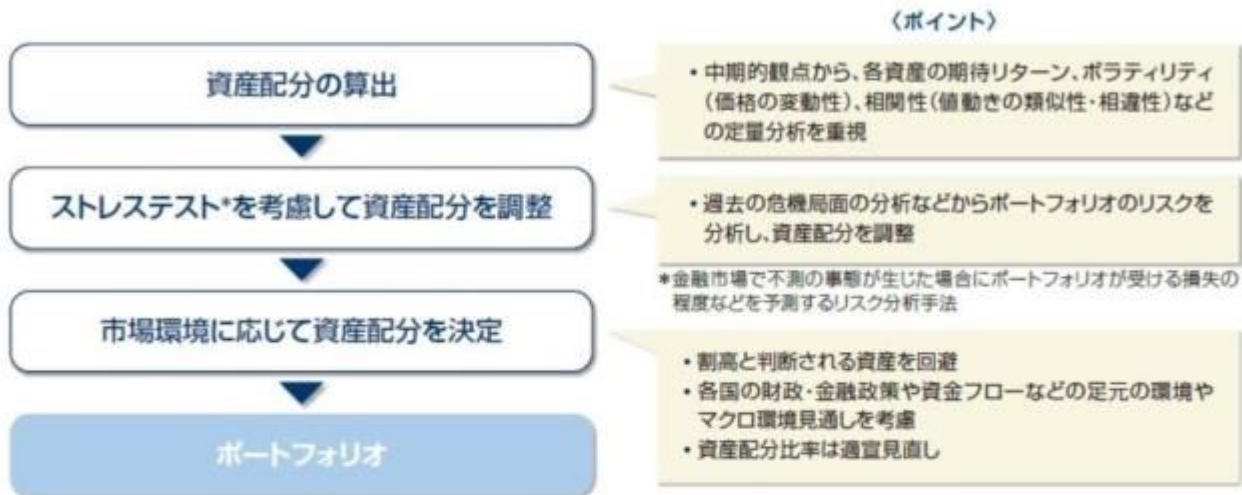 〈ポイント〉
資産配分の算出
・中期的観点から、各資産の期待リターン、ボラティリティ
(価格の変動性)、相関性(値動きの類似性・相違性)など
の定量分析を重視
ストレステスト*を考慮して資産配分を調整
・過去の危機局面の分析などからポートフォリオのリスクを
分析し、資産配分を調整
*金融市場で不測の事態が生じた場合にポートフォリオが受ける損失の
程度などを予測するリスク分析手法
市場環境に応じて資産配分を決定
・割高と判断される資産を回避
・各国の財政・金融政策や資金フローなどの足元の環境や
マクロ環境見通しを考慮
・資産配分比率は適宜見直し
ポートフォリオ